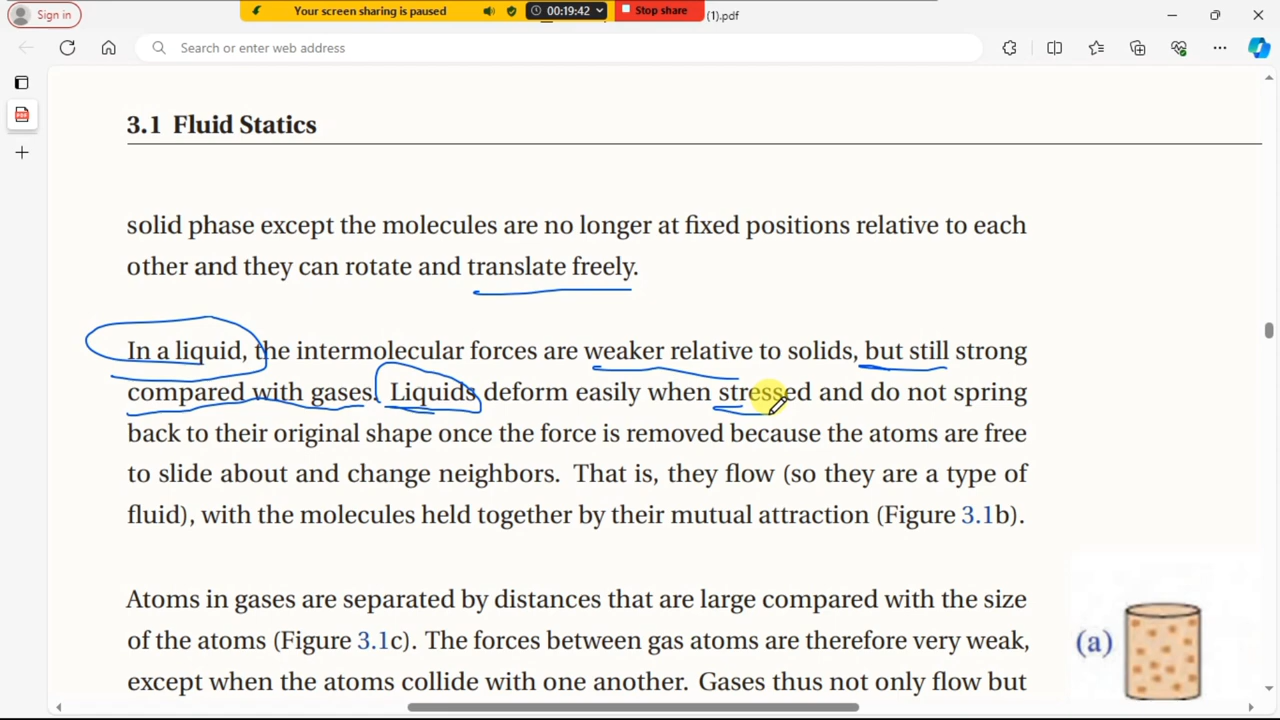 Sign in
Your screen sharing is paused
00:19:42
Stop share
(1).pdf
Search or enter web address
3.1 Fluid Statics
solid phase except the molecules are no longer at fixed positions relative to each
other and they can rotate and translate freely.
In a liquid, the intermolecular forces are weaker relative to solids, but still strong
compared with gases. Liquids deform easily when stressed and do not spring
back to their original shape once the force is removed because the atoms are free
to slide about and change neighbors. That is, they flow (so they are a type of
fluid), with the molecules held together by their mutual attraction (Figure 3.1b).
Atoms in gases are separated by distances that are large compared with the size
of the atoms (Figure 3.1c). The forces between gas atoms are therefore very weak,
except when the atoms collide with one another. Gases thus not only flow but
(a)